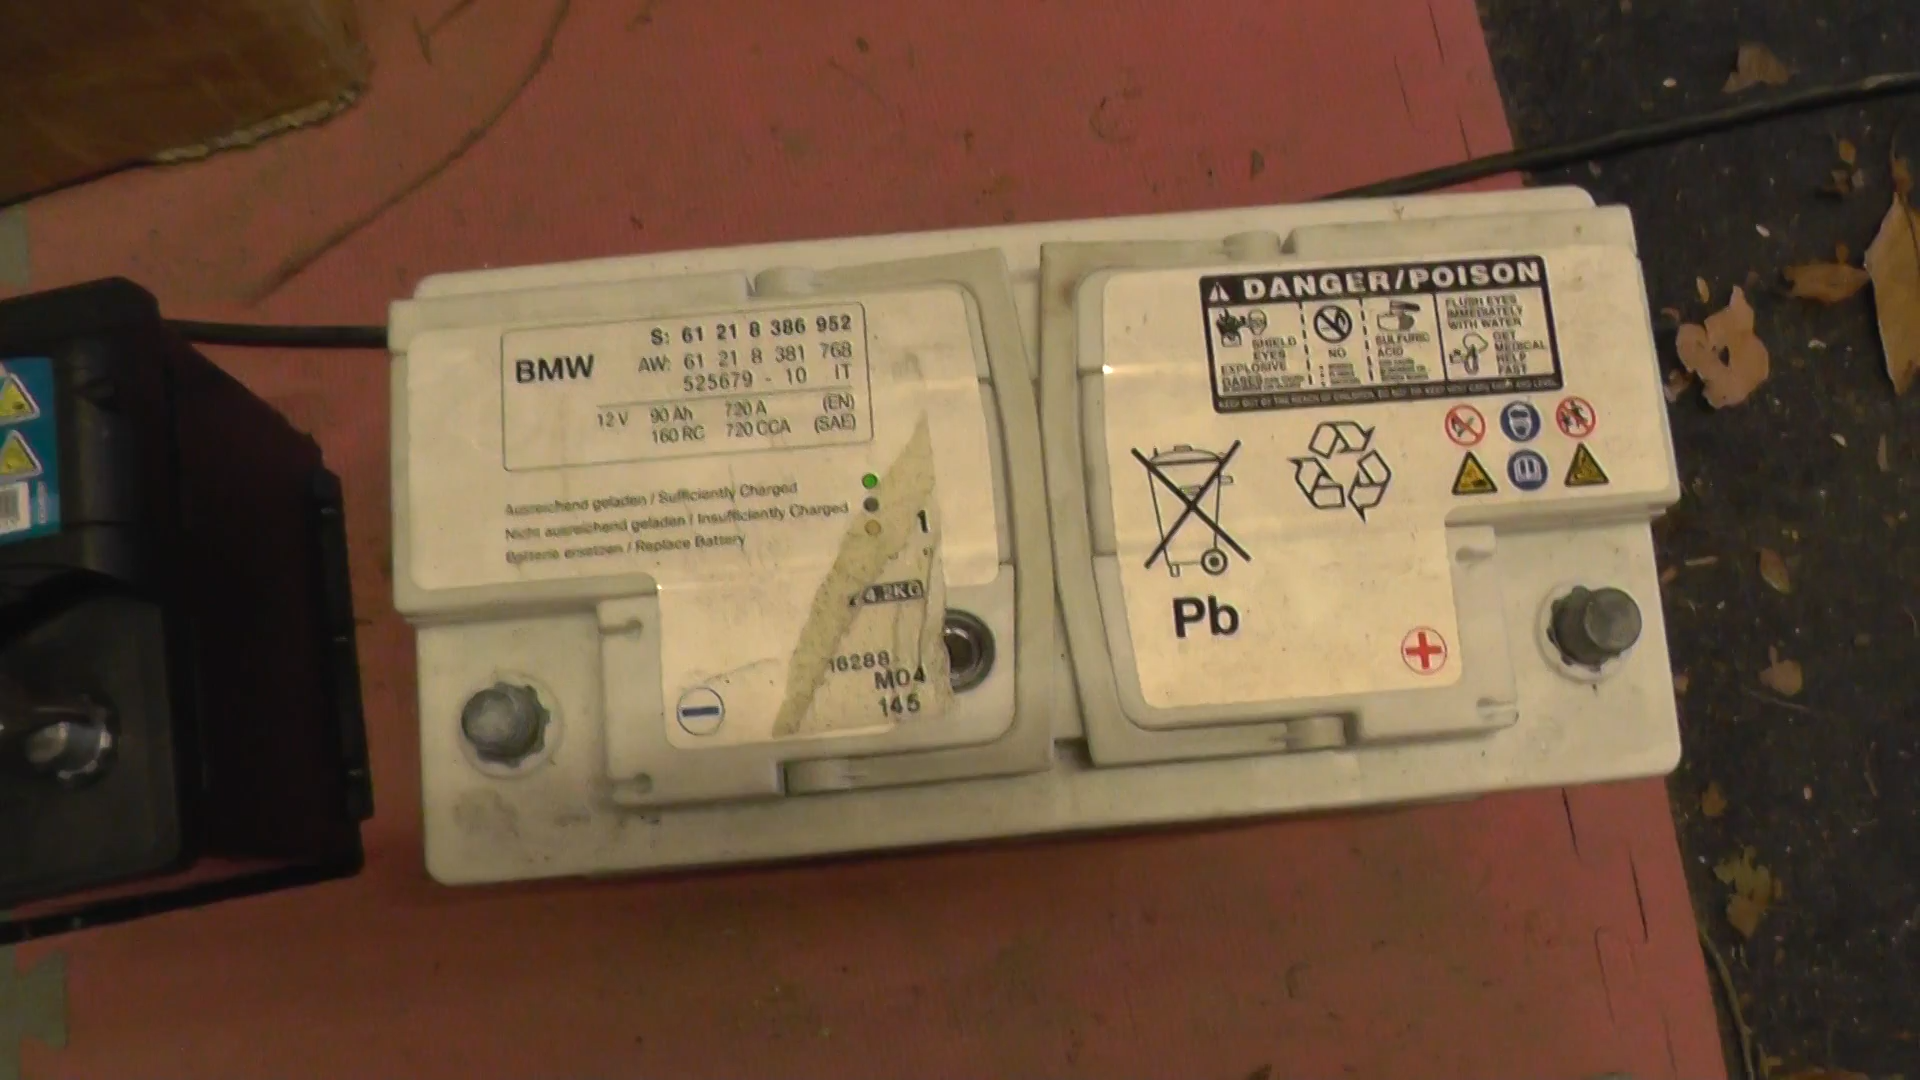 BMW
S: 61 21 8 386 952
AW: 61 21 8 381 768
525679 - 10 IT
12 V 90 Ah 720 A (EN)
160 RC 720 CCA (SAE)
Ausreichend geladen / Sufficiently Charged
Nicht ausreichend geladen / Insufficiently Charged
Batterie ersetzen / Replace Battery
1
4.2KG
16288
M04
145
DANGER/POISON
SHIELD
EYES
EXPLOSIVE
GASES
NO
SULFURIC
ACID
FLUSH EYES
IMMEDIATELY
WITH WATER
GET
MEDICAL
HELP
FAST
Pb